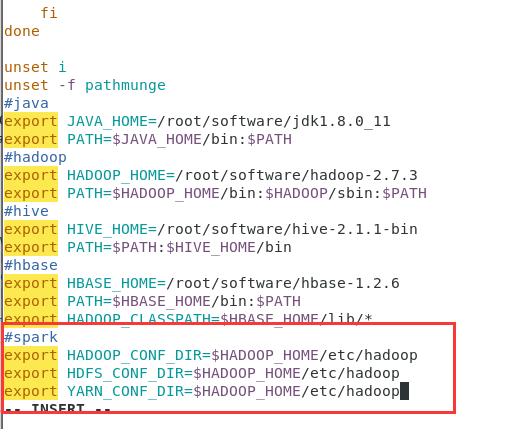 fi
done
unset i
unset -f pathmunge
#java
export JAVA_HOME=/root/software/jdk1.8.0_11
export PATH=$JAVA_HOME/bin:$PATH
#hadoop
export HADOOP_HOME=/root/software/hadoop-2.7.3
export PATH=$HADOOP_HOME/bin:$HADOOP/sbin:$PATH
#hive
export HIVE_HOME=/root/software/hive-2.1.1-bin
export PATH=$PATH:$HIVE_HOME/bin
#hbase
export HBASE_HOME=/root/software/hbase-1.2.6
export PATH=$HBASE_HOME/bin:$PATH
export HADOOP_CLASSPATH=$HBASE_HOME/lib/*
#spark
export HADOOP_CONF_DIR=$HADOOP_HOME/etc/hadoop
export HDFS_CONF_DIR=$HADOOP_HOME/etc/hadoop
export YARN_CONF_DIR=$HADOOP_HOME/etc/hadoop
-- INSERT --